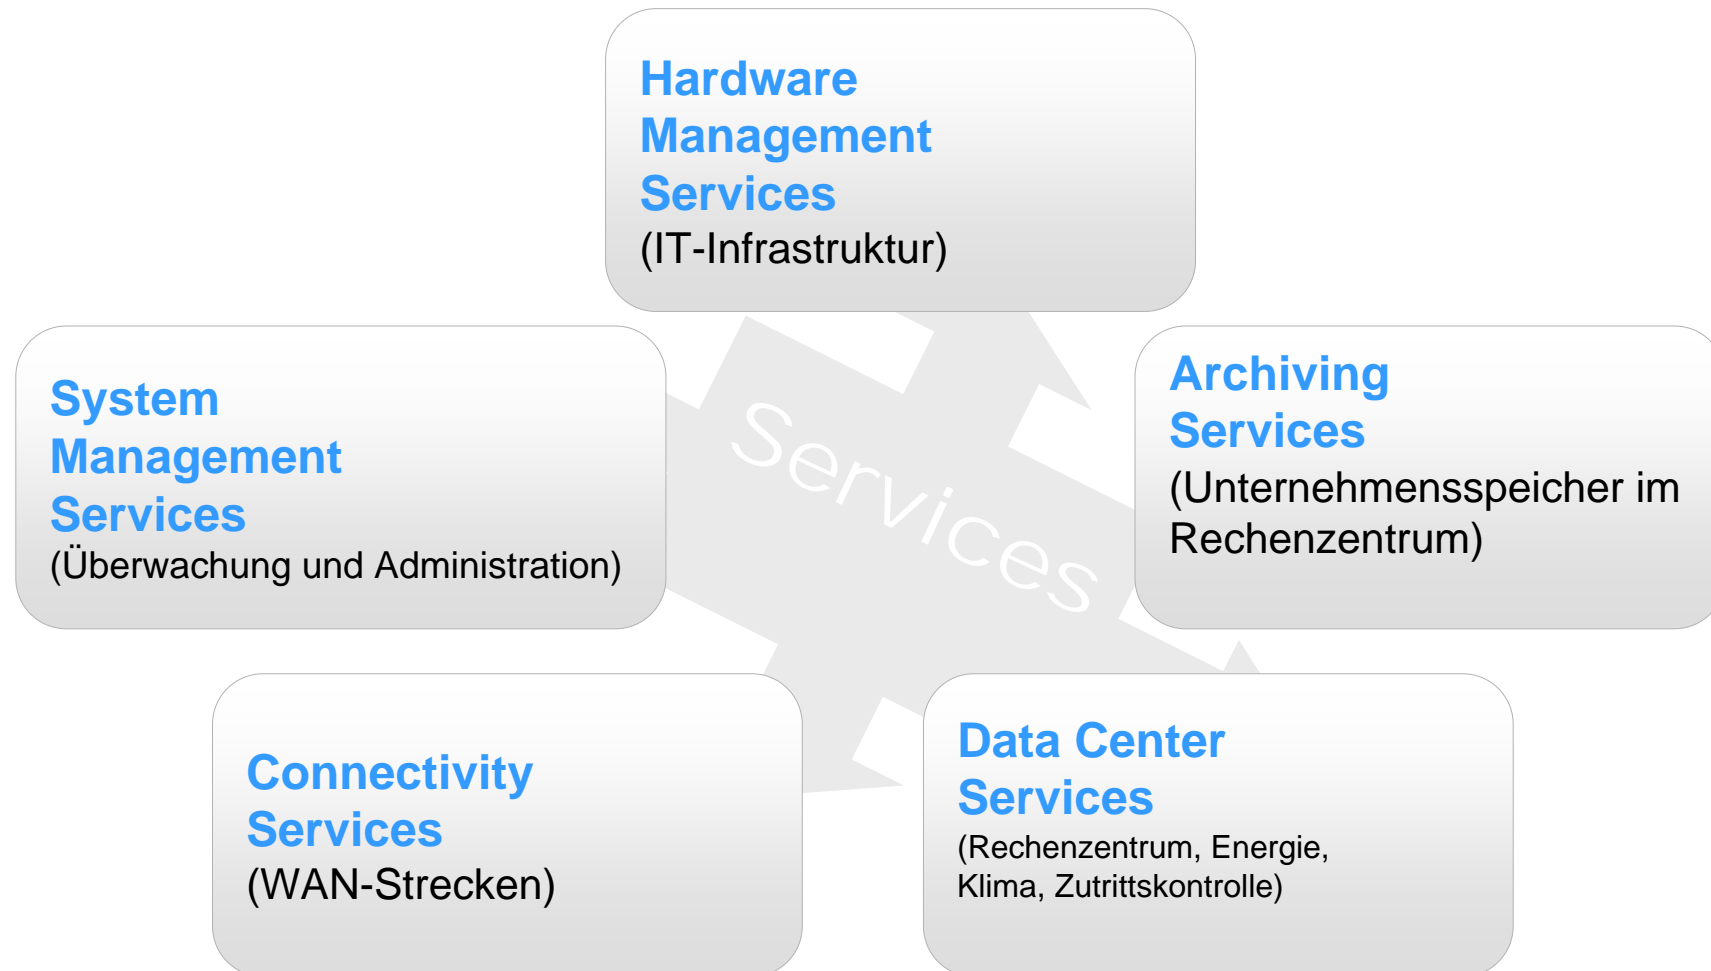 Hardware
Management
Services
(IT-Infrastruktur)
System
Management
Services
(Überwachung und Administration)
Services
Archiving
Services
(Unternehmensspeicher im
Rechenzentrum)
Connectivity
Services
(WAN-Strecken)
Data Center
Services
(Rechenzentrum, Energie,
Klima, Zutrittskontrolle)